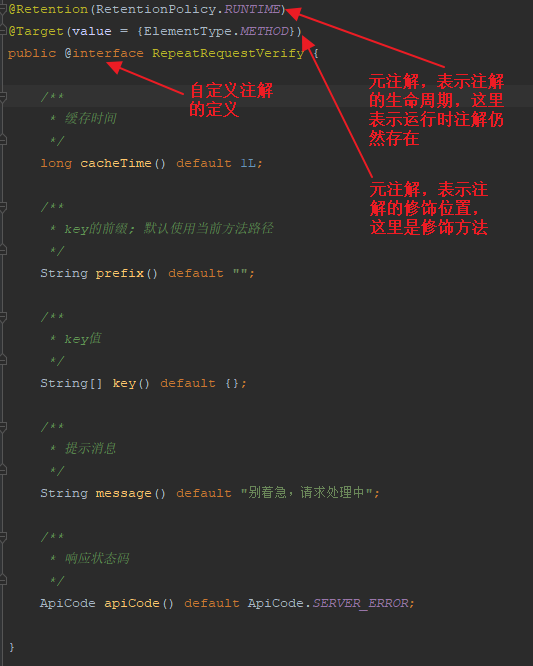 @Retention(RetentionPolicy.RUNTIME)
@Target(value = {ElementType.METHOD})
public @interface RepeatRequestVerify {
自定义注解
的定义
元注解，表示注解
的生命周期，这里
表示运行时注解仍
然存在
/**
* 缓存时间
*/
long cacheTime() default 1L;
元注解，表示注
解的修饰位置，
这里是修饰方法
/**
* key的前缀; 默认使用当前方法路径
*/
String prefix() default "";
/**
* key值
*/
String[] key() default {};
/**
* 提示消息
*/
String message() default "别着急，请求处理中";
/**
* 响应状态码
*/
ApiCode apiCode() default ApiCode.SERVER_ERROR;
}